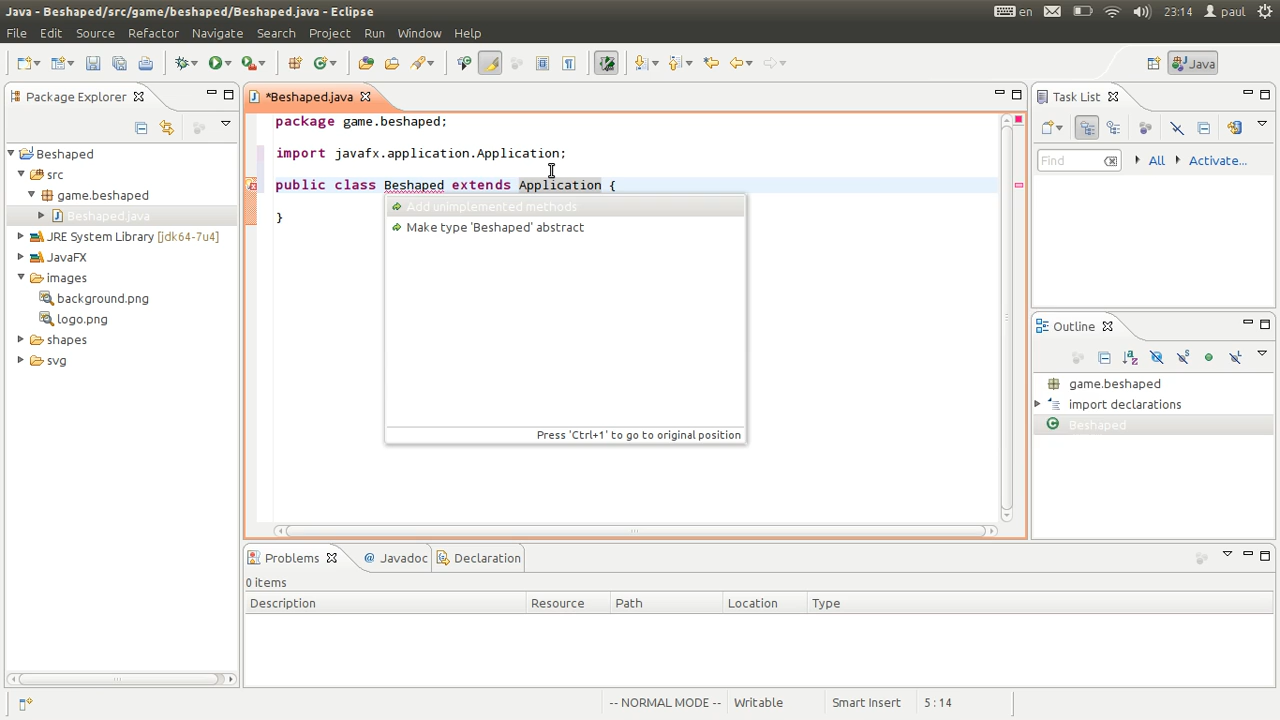 Java - Beshaped/src/game/beshaped/Beshaped.java - Eclipse
en
23:14
paul
File Edit Source Refactor Navigate Search Project Run Window Help
Java
Package Explorer
Beshaped
src
game.beshaped
Beshaped.java
JRE System Library [jdk64-7u4]
JavaFX
images
background.png
logo.png
shapes
svg
*Beshaped.java
package game.beshaped;
import javafx.application.Application;
public class Beshaped extends Application {
}
Add unimplemented methods
Make type 'Beshaped' abstract
Press 'Ctrl+1' to go to original position
Task List
Find
All
Activate...
Outline
game.beshaped
import declarations
Beshaped
Problems
@ Javadoc
Declaration
0 items
Description Resource Path Location Type
-- NORMAL MODE -- Writable Smart Insert 5 : 14